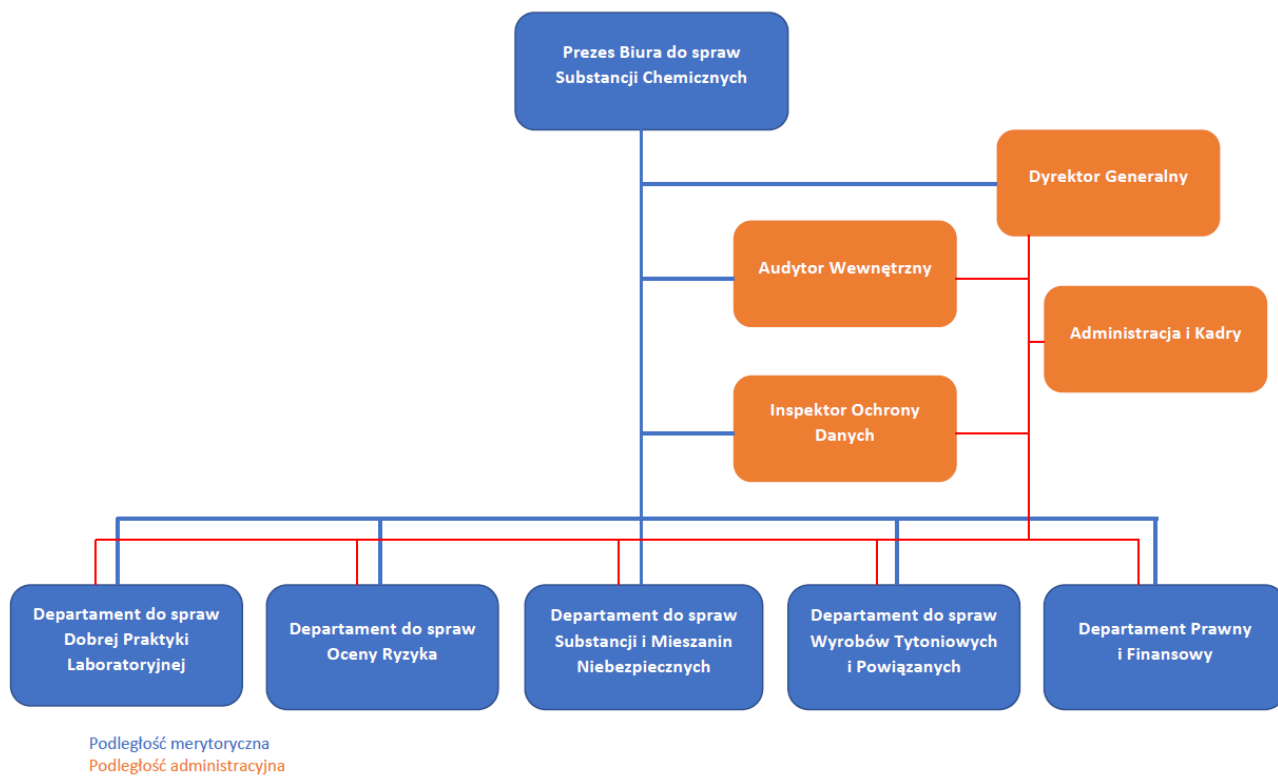 Prezes Biura do spraw
Substancji Chemicznych
Dyrektor Generalny
Audytor Wewnętrzny
Administracja i Kadry
Inspektor Ochrony
Danych
Departament do spraw
Dobrej Praktyki
Laboratoryjnej
Departament do spraw
Oceny Ryzyka
Departament do spraw
Substancji i Mieszanin
Niebezpiecznych
Departament do spraw
Wyrobów Tytoniowych
i Powiązanych
Departament Prawny
i Finansowy
Podległość merytoryczna
Podległość administracyjna